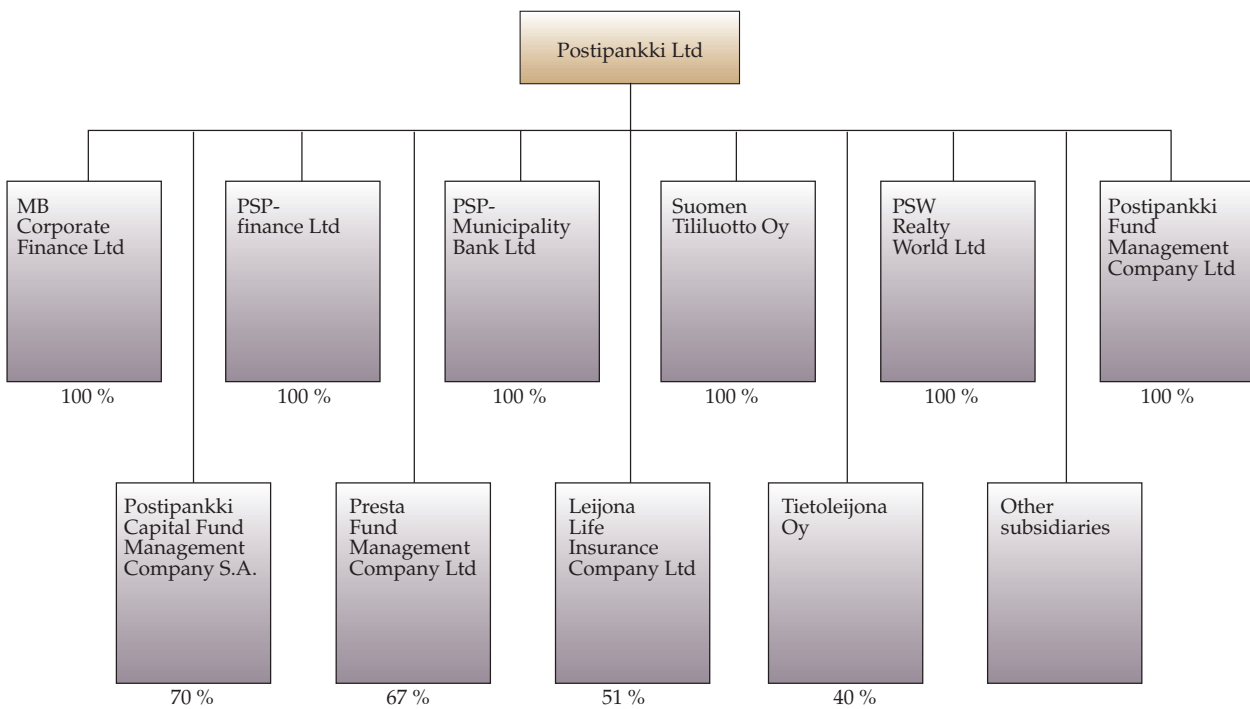 Postipankki Ltd
MB
Corporate
Finance Ltd
100 %
PSP-
finance Ltd
100 %
PSP-
Municipality
Bank Ltd
100 %
Suomen
Tililuotto Oy
100 %
PSW
Realty
World Ltd
100 %
Postipankki
Fund
Management
Company Ltd
100 %
Postipankki
Capital Fund
Management
Company S.A.
70 %
Presta
Fund
Management
Company Ltd
67 %
Leijona
Life
Insurance
Company Ltd
51 %
Tietoleijona
Oy
40 %
Other
subsidiaries